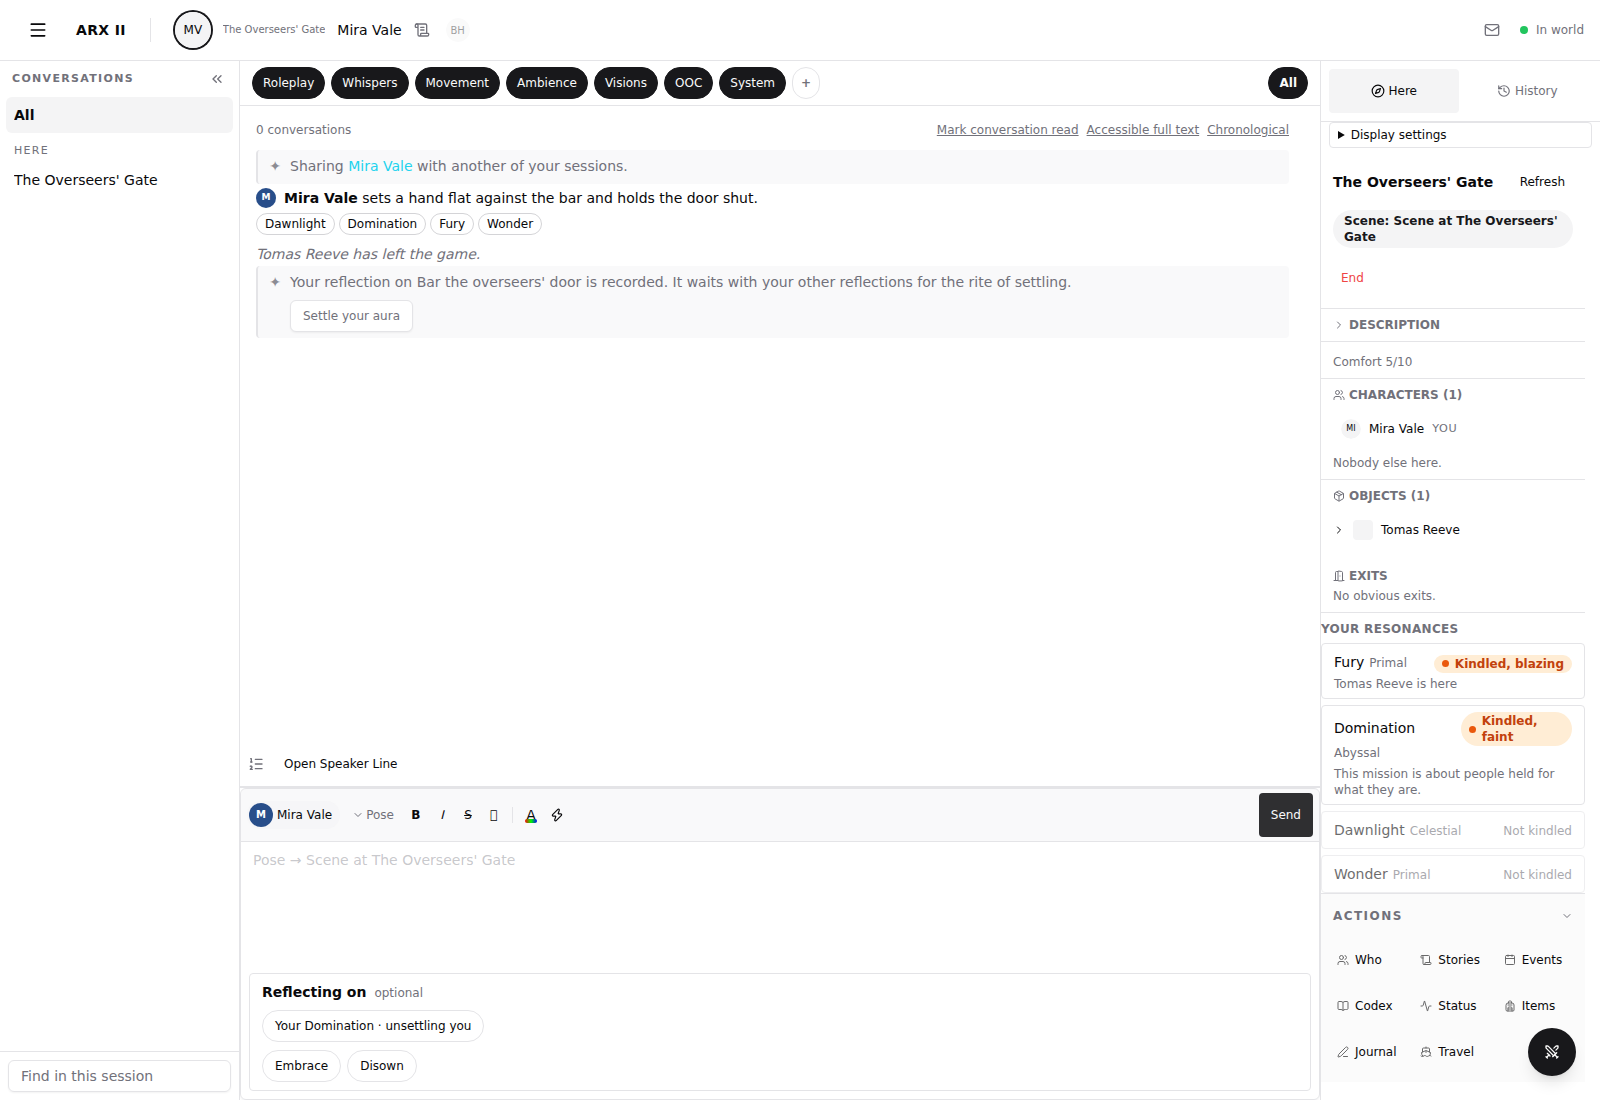 ARX II
MV
The Overseers' Gate
Mira Vale
BH
In world
CONVERSATIONS
All
HERE
The Overseers' Gate
Find in this session
Roleplay
Whispers
Movement
Ambience
Visions
OOC
System
+
All
0 conversations
Mark conversation read
Accessible full text
Chronological
✦ Sharing Mira Vale with another of your sessions.
M
Mira Vale sets a hand flat against the bar and holds the door shut.
Dawnlight
Domination
Fury
Wonder
Tomas Reeve has left the game.
✦ Your reflection on Bar the overseers' door is recorded. It waits with your other reflections for the rite of settling.
Settle your aura
Open Speaker Line
M
Mira Vale
Pose
B
I
S
A
Send
Pose → Scene at The Overseers' Gate
Reflecting on optional
Your Domination · unsettling you
Embrace
Disown
Here
History
Display settings
The Overseers' Gate
Refresh
Scene: Scene at The Overseers'
Gate
End
DESCRIPTION
Comfort 5/10
CHARACTERS (1)
MI
Mira Vale YOU
Nobody else here.
OBJECTS (1)
Tomas Reeve
EXITS
No obvious exits.
YOUR RESONANCES
Fury Primal
Kindled, blazing
Tomas Reeve is here
Domination
Kindled,
faint
Abyssal
This mission is about people held for
what they are.
Dawnlight Celestial
Not kindled
Wonder Primal
Not kindled
ACTIONS
Who
Stories
Events
Codex
Status
Items
Journal
Travel